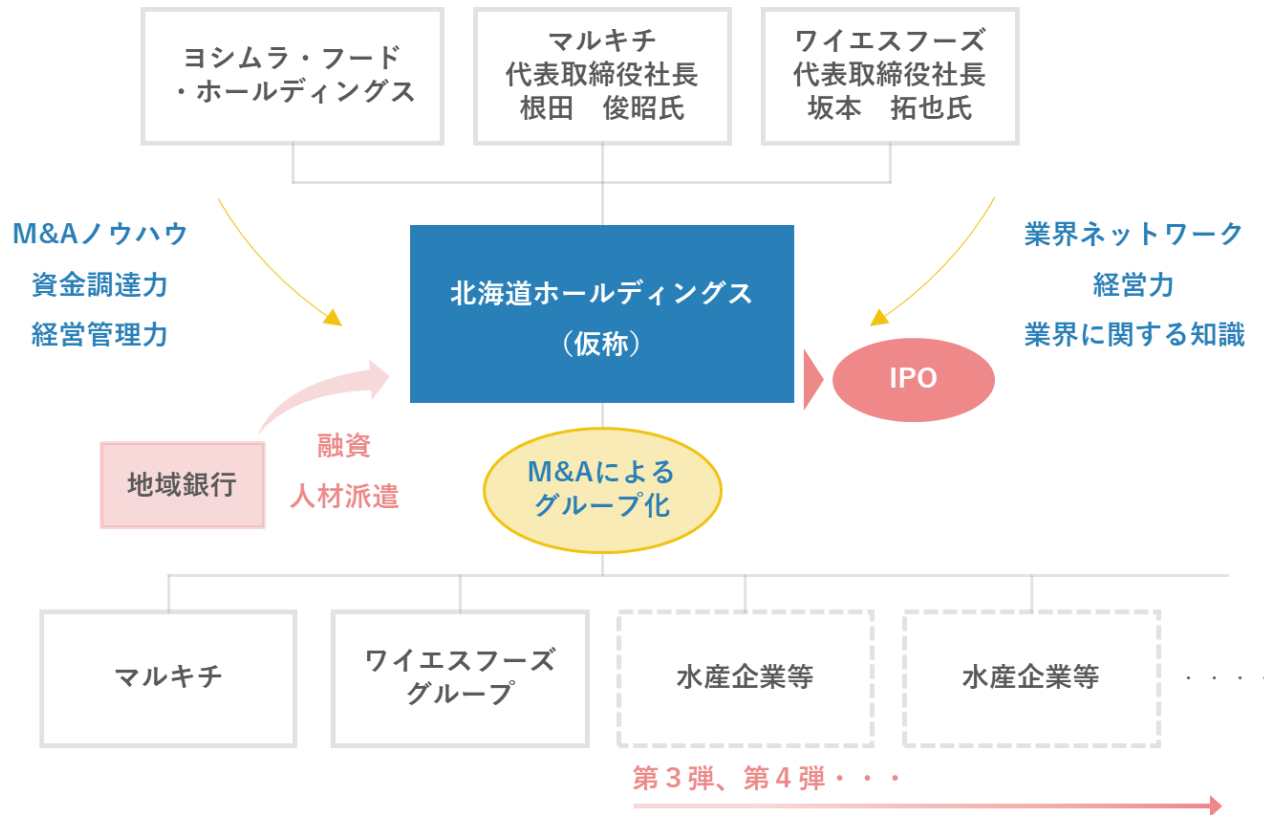 ヨシムラ・フード
・ホールディングス
マルキチ
代表取締役社長
根田　俊昭氏
ワイエスフーズ
代表取締役社長
坂本　拓也氏
M&Aノウハウ
資金調達力
経営管理力
北海道ホールディングス
（仮称）
業界ネットワーク
経営力
業界に関する知識
IPO
地域銀行
融資
人材派遣
M&Aによる
グループ化
マルキチ
ワイエスフーズ
グループ
水産企業等
水産企業等
・・・・
第３弾、第４弾・・・